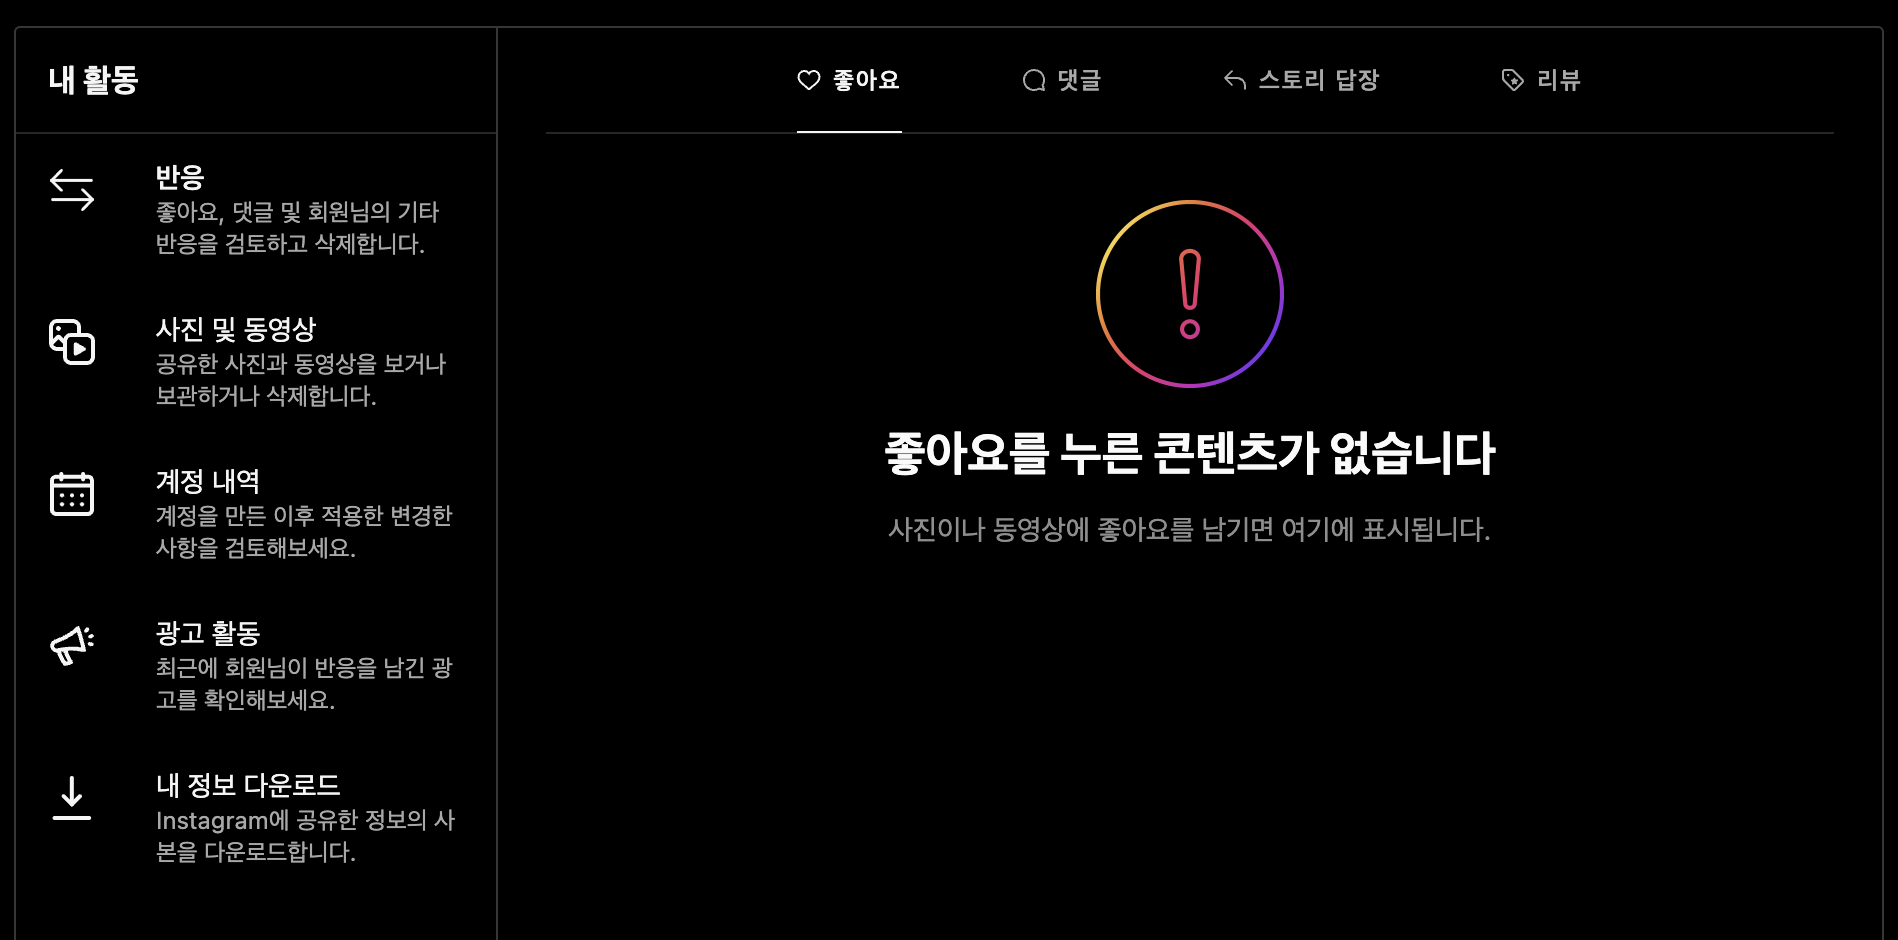 내 활동
좋아요
댓글
스토리 답장
리뷰
반응
좋아요, 댓글 및 회원님의 기타
반응을 검토하고 삭제합니다.
사진 및 동영상
공유한 사진과 동영상을 보거나
보관하거나 삭제합니다.
계정 내역
계정을 만든 이후 적용한 변경한
사항을 검토해보세요.
광고 활동
최근에 회원님이 반응을 남긴 광
고를 확인해보세요.
내 정보 다운로드
Instagram에 공유한 정보의 사
본을 다운로드합니다.
좋아요를 누른 콘텐츠가 없습니다
사진이나 동영상에 좋아요를 남기면 여기에 표시됩니다.